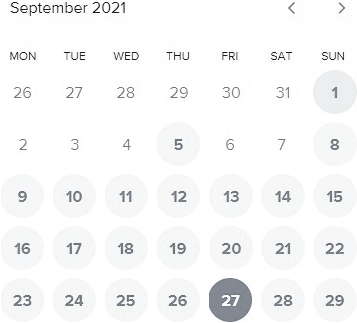 September 2021
MON TUE WED THU FRI SAT SUN
26 27 28 29 30 31 1
2 3 4 5 6 7 8
9 10 11 12 13 14 15
16 17 18 19 20 21 22
23 24 25 26 27 28 29